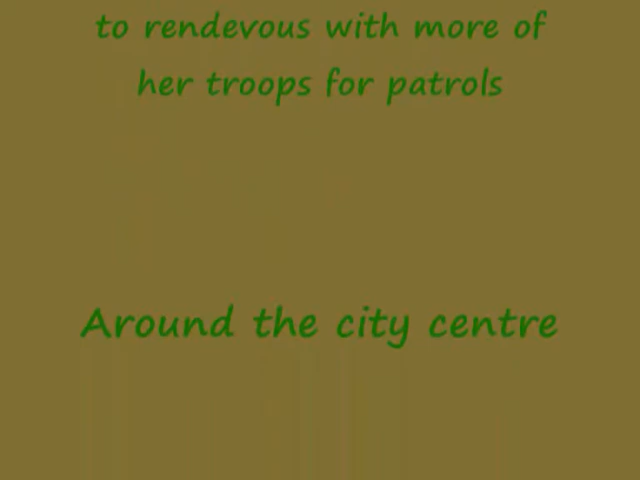 to rendevous with more of
her troops for patrols
Around the city centre